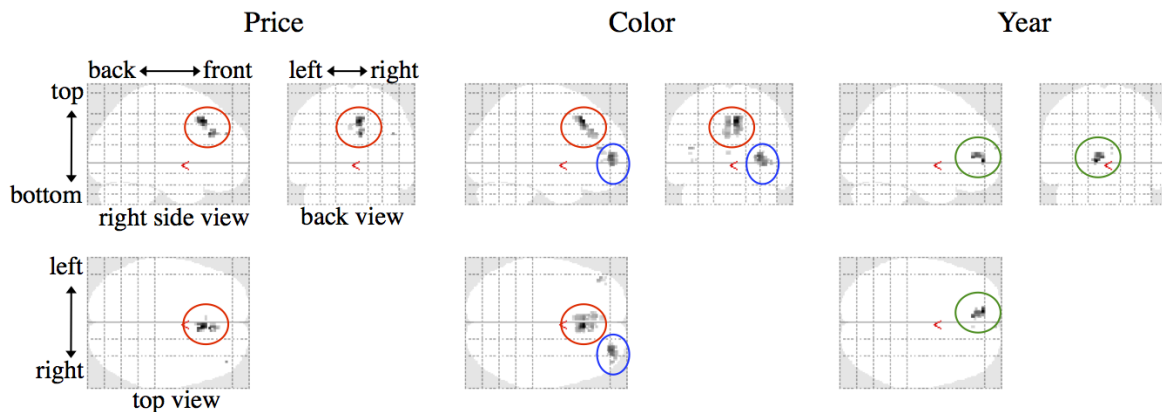 Price
Color
Year
back
front
left
right
top
bottom
right side view
back view
left
right
top view